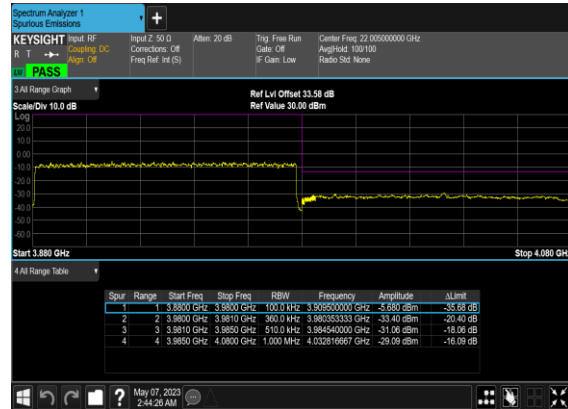 Spectrum Analyzer 1
Spurious Emissions
+
KEYSIGHT Input: RF Input Z: 50 Ω Atten: 20 dB Trig: Free Run Center Freq: 22.005000000 GHz
R T Coupling: DC Corrections: Off Gate: Off Avg|Hold: 100/100
Align: Off Freq Ref: Int (S) IF Gain: Low Radio Std: None
LW PASS
3 All Range Graph
Ref Lvl Offset 33.58 dB
Scale/Div 10.0 dB Ref Value 30.00 dBm
Log
20.0
10.0
0.00
-10.0
-20.0
-30.0
-40.0
-50.0
-60.0
Start 3.880 GHz Stop 4.080 GHz
4 All Range Table
Spur Range Start Freq Stop Freq RBW Frequency Amplitude ΔLimit
1 1 3.8800 GHz 3.9800 GHz 100.0 kHz 3.909500000 GHz -5.680 dBm -35.68 dB
2 2 3.9800 GHz 3.9810 GHz 360.0 kHz 3.980353333 GHz -33.40 dBm -20.40 dB
3 3 3.9810 GHz 3.9850 GHz 510.0 kHz 3.984540000 GHz -31.06 dBm -18.06 dB
4 4 3.9850 GHz 4.0800 GHz 1.000 MHz 4.032816667 GHz -29.09 dBm -16.09 dB
? May 07, 2023
2:44:26 AM